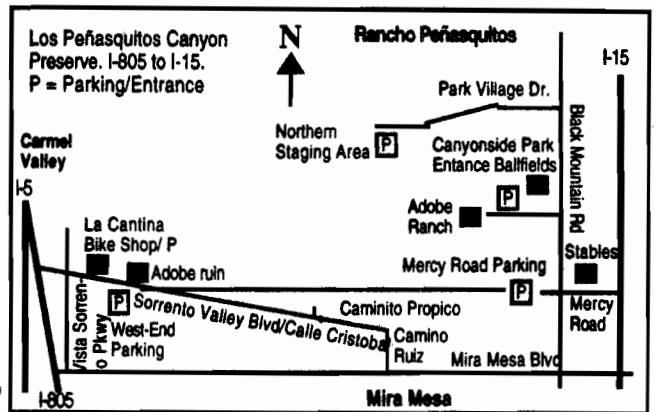 Los Peñasquitos Canyon
Preserve. I-805 to I-15.
P = Parking/Entrance
N
Rancho Peñasquitos
I-15
Park Village Dr.
Northern
Staging Area
P
Canyonside Park
Entance Ballfields
P
Black Mountain Rd
Carmel
Valley
I-5
Adobe
Ranch
La Cantina
Bike Shop/ P
Adobe ruin
Mercy Road Parking
P
Stables
Mercy
Road
Vista Sorren-
o Pkwy
P
West-End
Parking
Sorrento Valley Blvd/Calle Cristoba
Caminito Propico
Camino
Ruiz
Mira Mesa Blvd
I-805
Mira Mesa